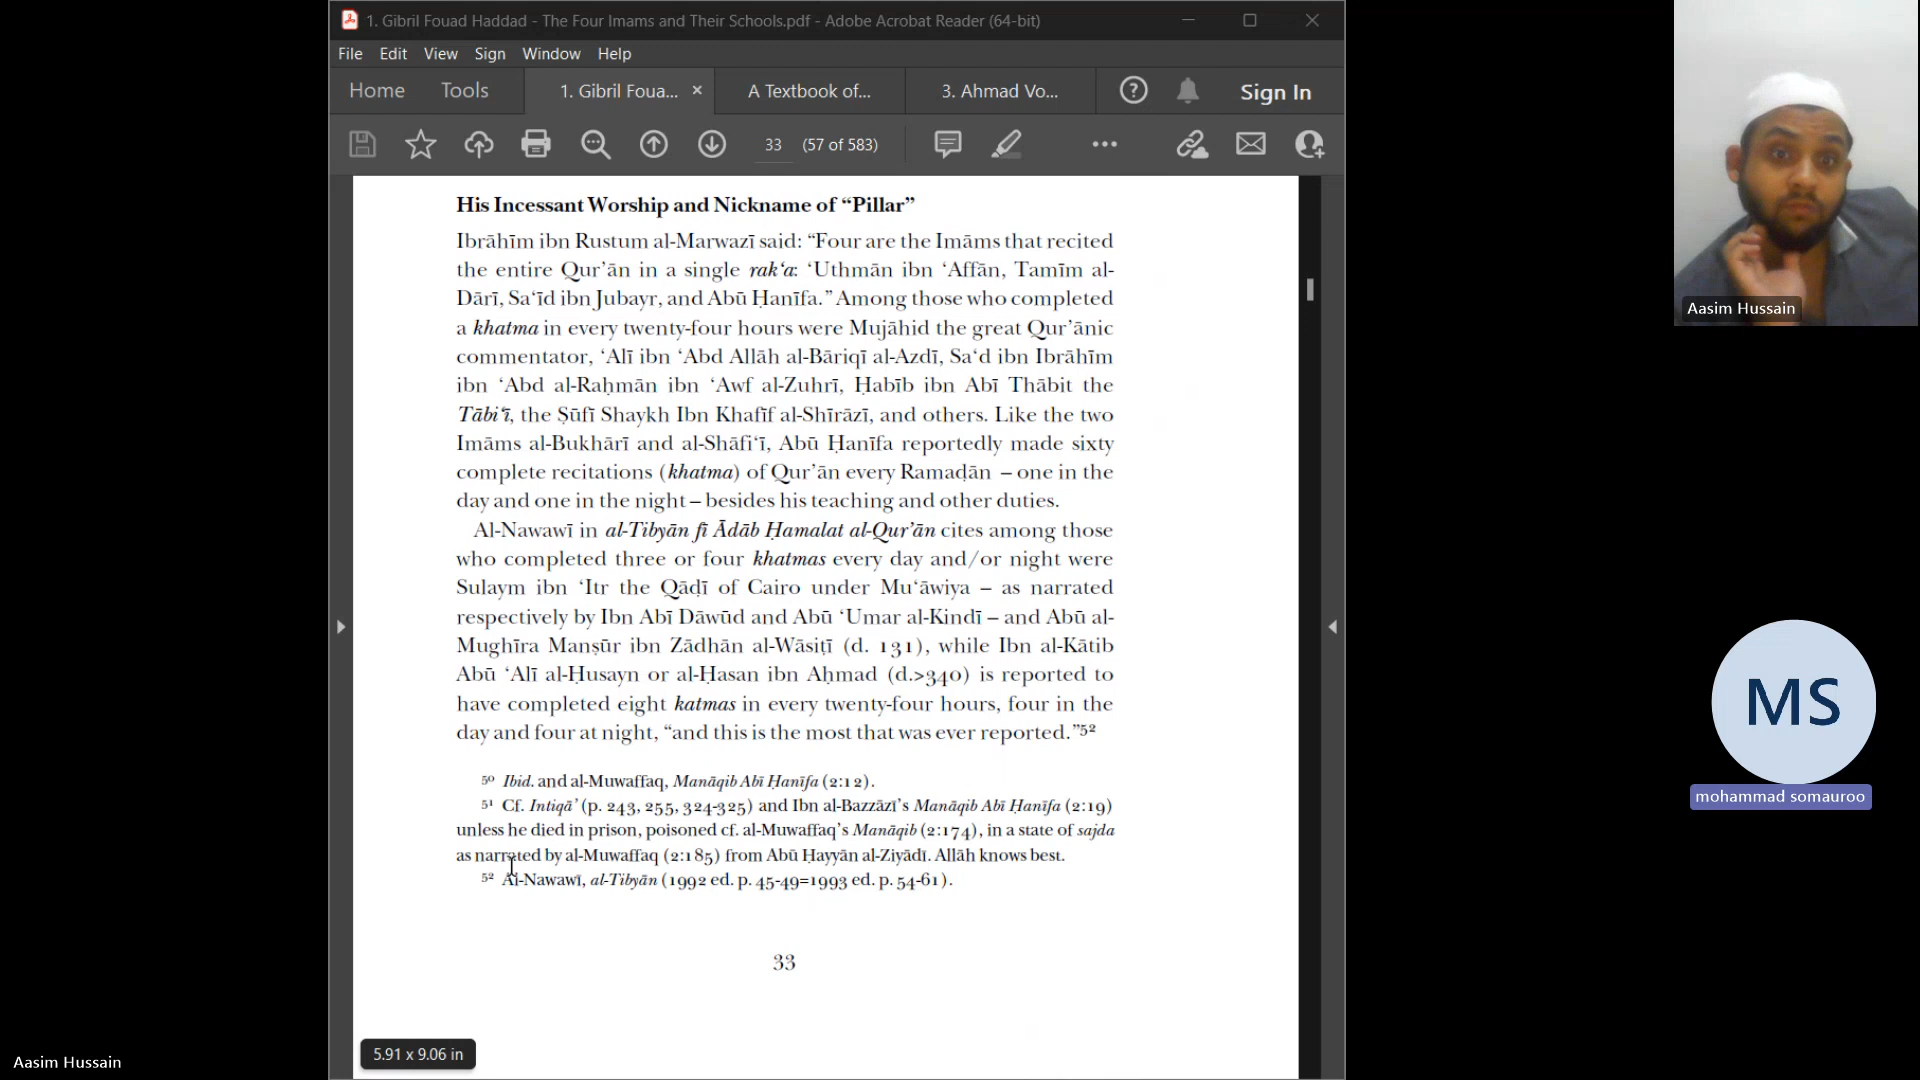 1. Gibril Fouad Haddad - The Four Imams and Their Schools.pdf - Adobe Acrobat Reader (64-bit)
File Edit View Sign Window Help
Home Tools 1. Gibril Foua... × A Textbook of... 3. Ahmad Vo... ? Sign In
33 (57 of 583)
His Incessant Worship and Nickname of “Pillar”
Ibrāhīm ibn Rustum al-Marwazī said: “Four are the Imāms that recited
the entire Qur’ān in a single rak‘a: ‘Uthmān ibn ‘Affān, Tamīm al-
Dārī, Sa‘īd ibn Jubayr, and Abū Ḥanīfa.” Among those who completed
a khatma in every twenty-four hours were Mujāhid the great Qur’ānic
commentator, ‘Alī ibn ‘Abd Allāh al-Bāriqī al-Azdī, Sa‘d ibn Ibrāhīm
ibn ‘Abd al-Raḥmān ibn ‘Awf al-Zuhrī, Ḥabīb ibn Abī Thābit the
Tābi‘ī, the Ṣūfī Shaykh Ibn Khafīf al-Shīrāzī, and others. Like the two
Imāms al-Bukhārī and al-Shāfi‘ī, Abū Ḥanīfa reportedly made sixty
complete recitations (khatma) of Qur’ān every Ramaḍān – one in the
day and one in the night – besides his teaching and other duties.
Al-Nawawī in al-Tibyān fī Ādāb Ḥamalat al-Qur’ān cites among those
who completed three or four khatmas every day and/or night were
Sulaym ibn ‘Itr the Qāḍī of Cairo under Mu‘āwiya – as narrated
respectively by Ibn Abī Dāwūd and Abū ‘Umar al-Kindī – and Abū al-
Mughīra Manṣūr ibn Zādhān al-Wāsiṭī (d. 131), while Ibn al-Kātib
Abū ‘Alī al-Ḥusayn or al-Ḥasan ibn Aḥmad (d.>340) is reported to
have completed eight katmas in every twenty-four hours, four in the
day and four at night, “and this is the most that was ever reported.”52
50 Ibid. and al-Muwaffaq, Manāqib Abī Ḥanīfa (2:12).
51 Cf. Intiqā’ (p. 243, 255, 324-325) and Ibn al-Bazzāzī’s Manāqib Abī Ḥanīfa (2:19)
unless he died in prison, poisoned cf. al-Muwaffaq’s Manāqib (2:174), in a state of sajda
as narrated by al-Muwaffaq (2:185) from Abū Ḥayyān al-Ziyādī. Allāh knows best.
52 Al-Nawawī, al-Tibyān (1992 ed. p. 45-49=1993 ed. p. 54-61).
33
5.91 x 9.06 in
Aasim Hussain
Aasim Hussain
MS
mohammad somauroo